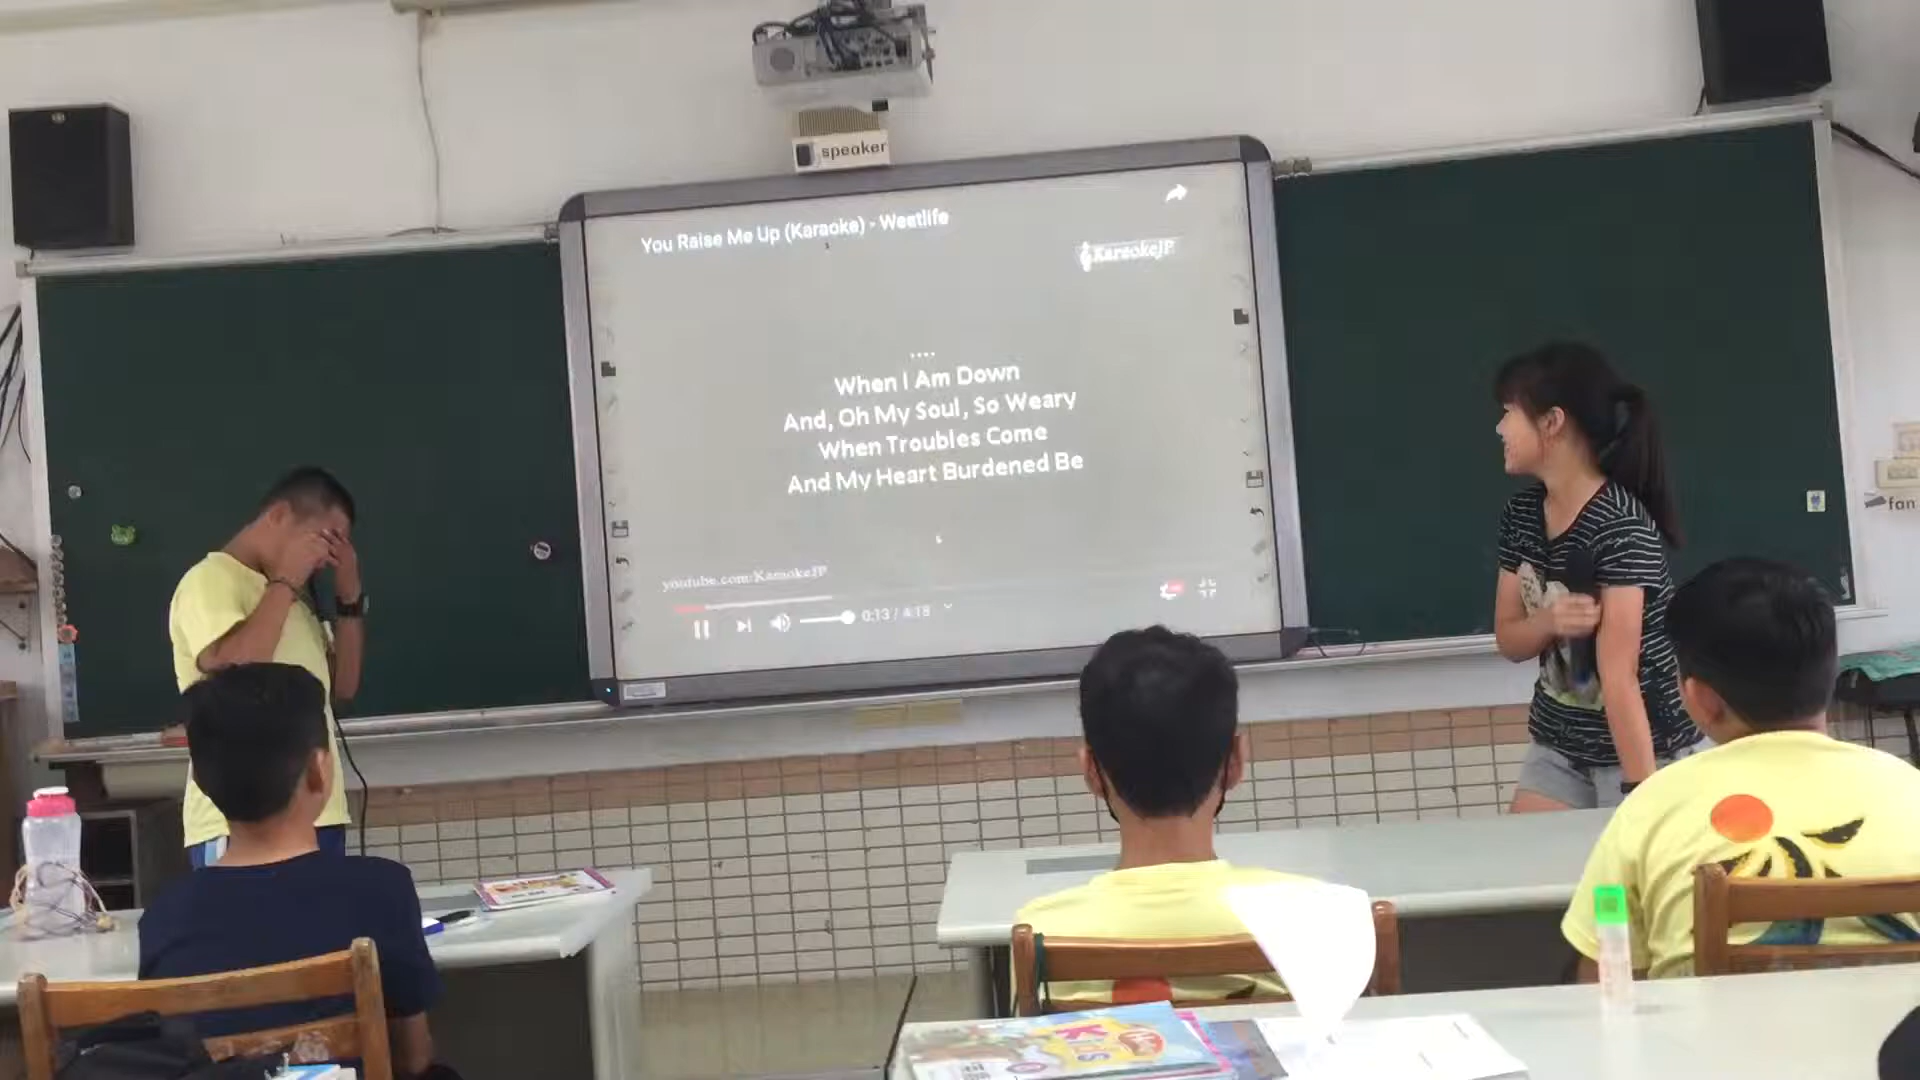 speaker
You Raise Me Up (Karaoke) - Westlife
KaraokeJP
....
When I Am Down
And, Oh My Soul, So Weary
When Troubles Come
And My Heart Burdened Be
youtube.com/KaraokeJP
0:13 / 4:18
fan
Kids